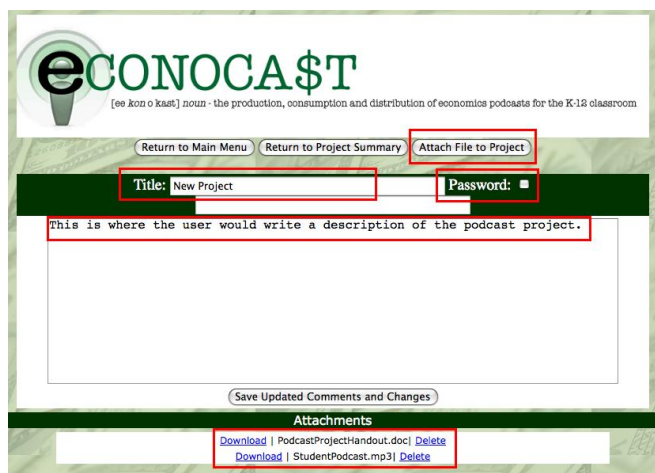 eCONOCA$T
[ee kon o kast] noun - the production, consumption and distribution of economics podcasts for the K-12 classroom
Return to Main Menu Return to Project Summary Attach File to Project
Title: New Project Password:
This is where the user would write a description of the podcast project.
Save Updated Comments and Changes
Attachments
Download | PodcastProjectHandout.doc| Delete
Download | StudentPodcast.mp3| Delete